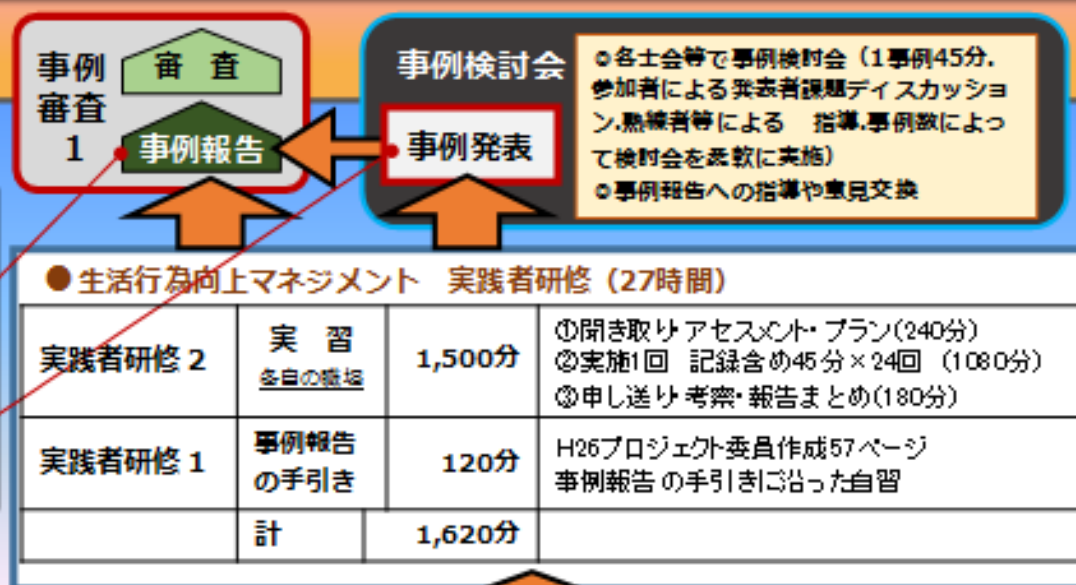 事例
審査
1
審 査
事例報告
事例検討会
事例発表
◎各士会等で事例検討会（1事例45分.
参加者による発表者課題ディスカッショ
ン.熟練者等による 指導.事例数によっ
て検討会を柔軟に実施）
◎事例報告への指導や意見交換
●生活行為向上マネジメント 実践者研修（27時間）
実践者研修 2
実 習
各自の職場
1,500分
①聞き取り・アセスメント・プラン(240分)
②実施1回 記録含め45分×24回 （1080分）
③申し送り・考察・報告まとめ(180分)
実践者研修 1
事例報告
の手引き
120分
H26プロジェクト委員作成57ページ
事例報告の手引きに沿った自習
計
1,620分